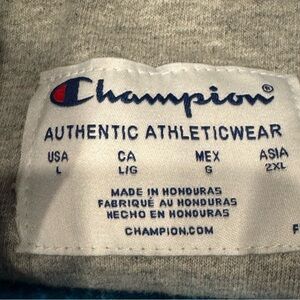 Champion®
AUTHENTIC ATHLETICWEAR
USA CA MEX ASIA
L L/G G 2XL
MADE IN HONDURAS
FABRIQUÉ AU HONDURAS
HECHO EN HONDURAS
CHAMPION.COM